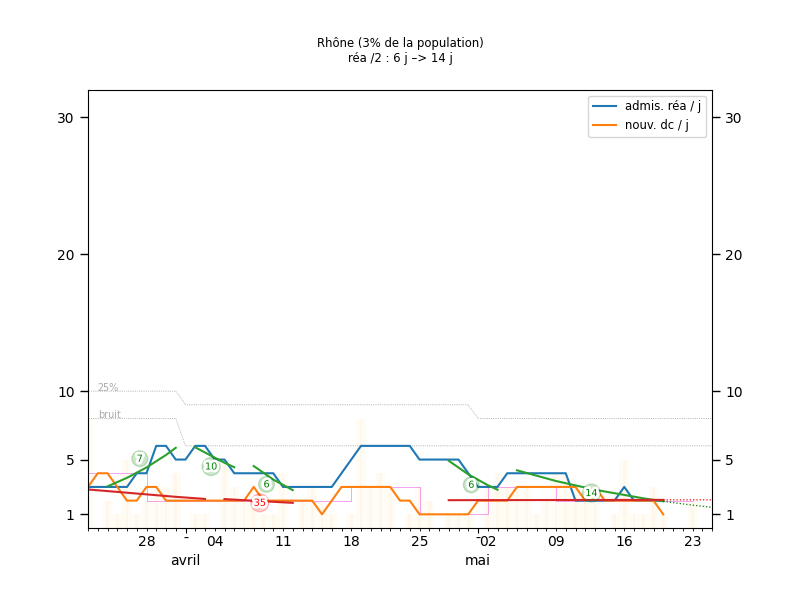 Rhône (3% de la population)
réa /2 : 6 j –> 14 j
admis. réa / j
nouv. dc / j
30 30
20 20
10 10
25%
bruit
5 5
7 10 6 35 6 14
1 1
28 - 04 11 18 25 -02 09 16 23
avril mai